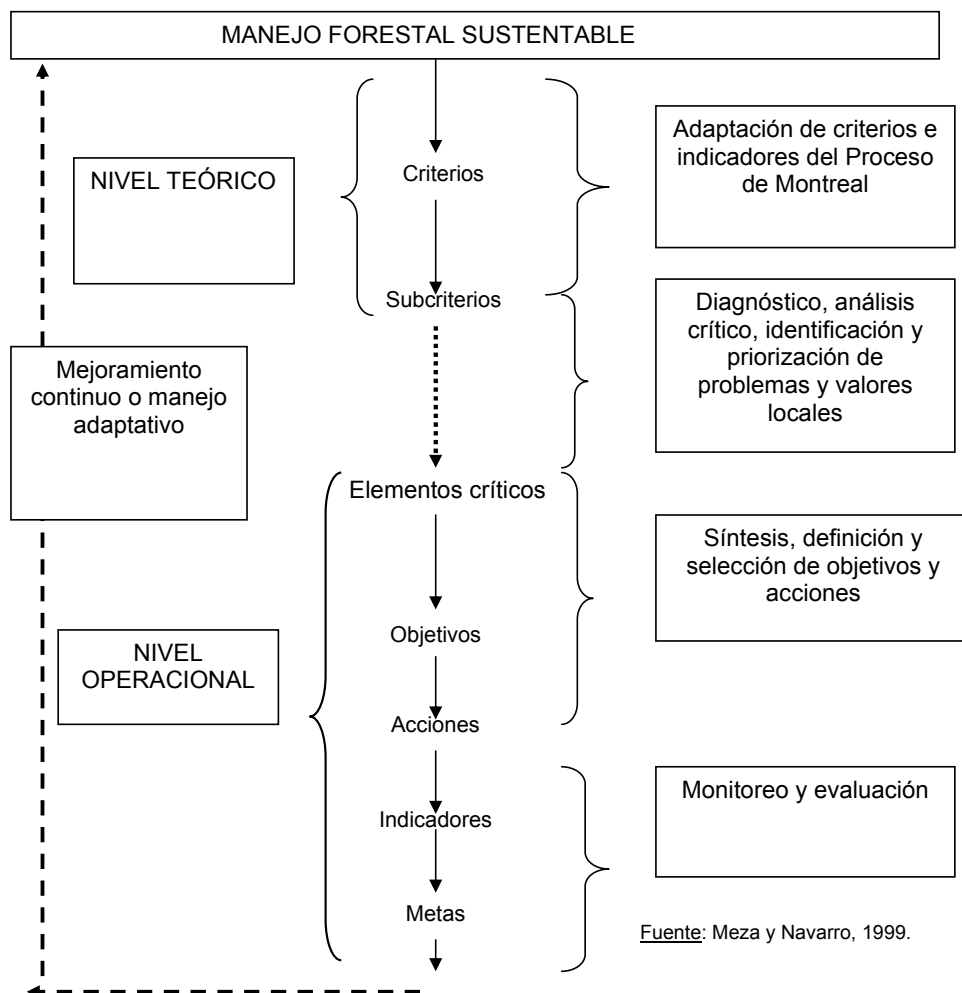 MANEJO FORESTAL SUSTENTABLE
NIVEL TEÓRICO
Criterios
Adaptación de criterios e
indicadores del Proceso
de Montreal
Subcriterios
Diagnóstico, análisis
crítico, identificación y
priorización de
problemas y valores
locales
Mejoramiento
continuo o manejo
adaptativo
Elementos críticos
Síntesis, definición y
selección de objetivos y
acciones
Objetivos
NIVEL
OPERACIONAL
Acciones
Indicadores
Monitoreo y evaluación
Metas
Fuente: Meza y Navarro, 1999.